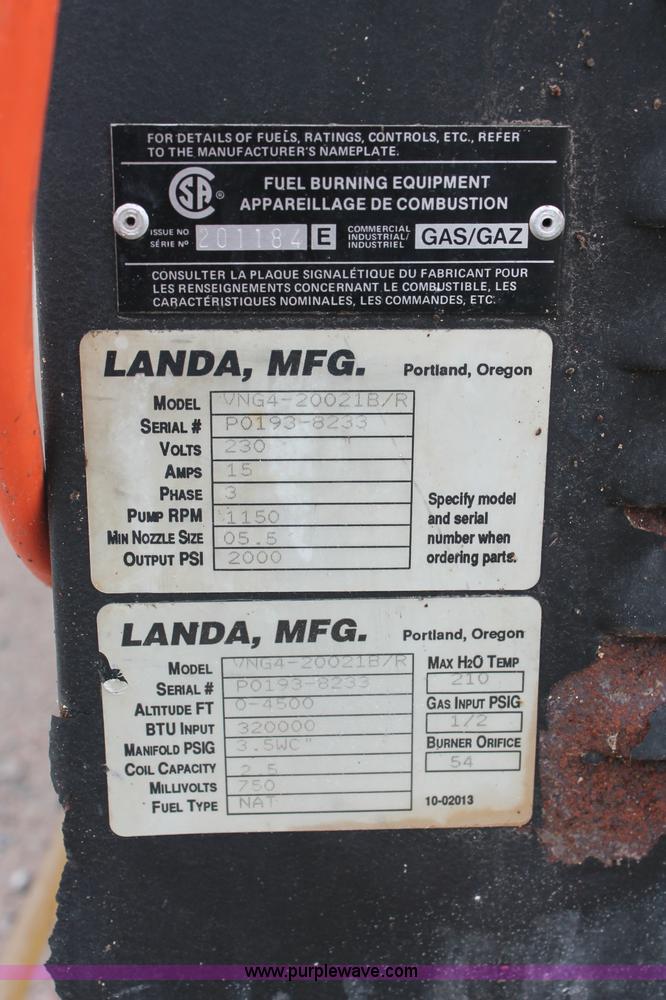 FOR DETAILS OF FUELS, RATINGS, CONTROLS, ETC., REFER
TO THE MANUFACTURER'S NAMEPLATE.
SA ®
FUEL BURNING EQUIPMENT
APPAREILLAGE DE COMBUSTION
ISSUE NO
SÉRIE Nº
201184
E
COMMERCIAL
INDUSTRIAL/
INDUSTRIEL
GAS/GAZ
CONSULTER LA PLAQUE SIGNALÉTIQUE DU FABRICANT POUR
LES RENSEIGNEMENTS CONCERNANT LE COMBUSTIBLE, LES
CARACTÉRISTIQUES NOMINALES, LES COMMANDES, ETC.
LANDA, MFG. Portland, Oregon
MODEL VNG4-20021B/R
SERIAL # P0193-8233
VOLTS 230
AMPS 15
PHASE 3
PUMP RPM 1150
MIN NOZZLE SIZE 05.5
OUTPUT PSI 2000
Specify model
and serial
number when
ordering parts.
LANDA, MFG. Portland, Oregon
MODEL VNG4-20021B/R
SERIAL # P0193-8233
ALTITUDE FT 0-4500
BTU INPUT 320000
MANIFOLD PSIG 3.5WC"
COIL CAPACITY 2.5
MILLIVOLTS 750
FUEL TYPE NAT
MAX H2O TEMP
210
GAS INPUT PSIG
1/2
BURNER ORIFICE
54
10-02013
www.purplewave.com